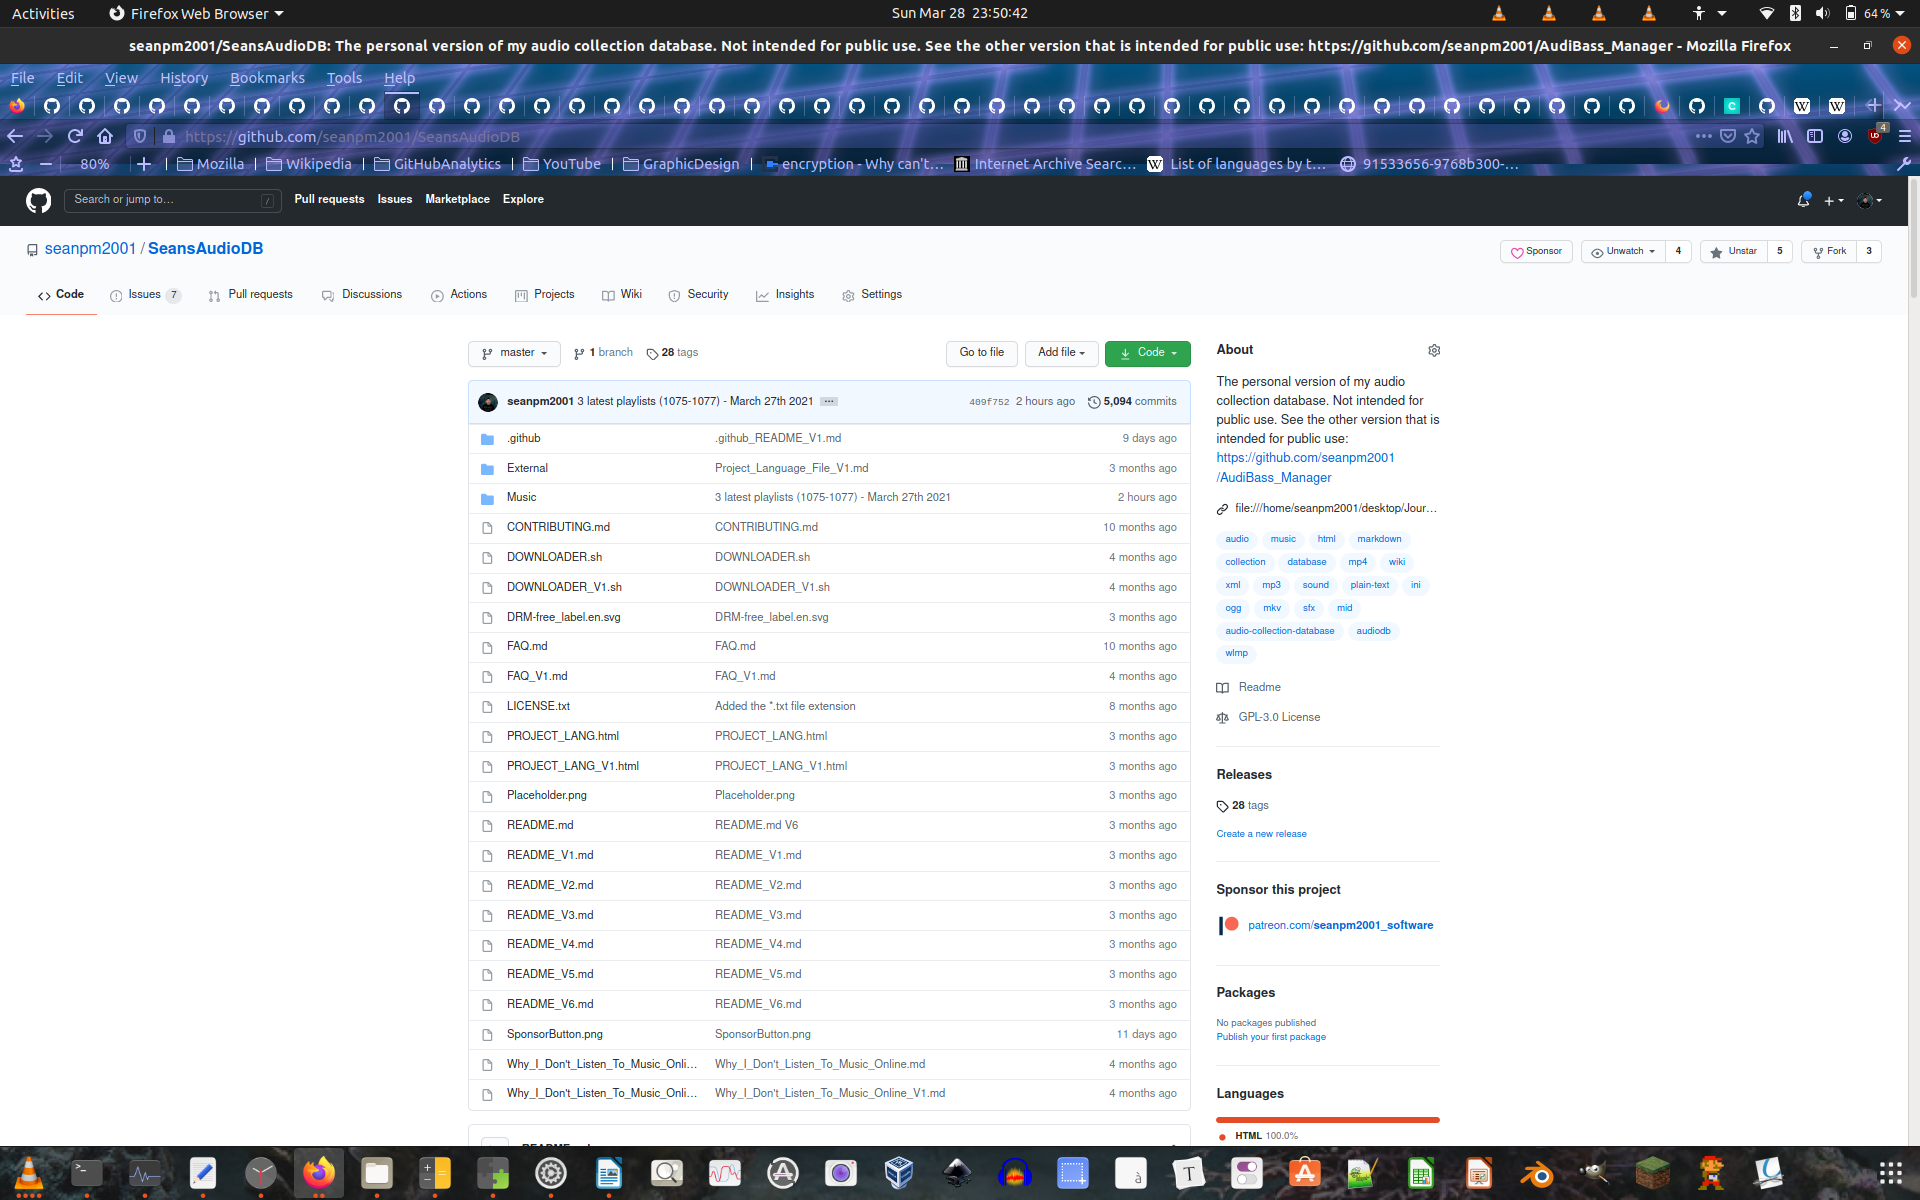 Activities Firefox Web Browser Sun Mar 28 23:50:42 64 %
seanpm2001/SeansAudioDB: The personal version of my audio collection database. Not intended for public use. See the other version that is intended for public use: https://github.com/seanpm2001/AudiBass_Manager - Mozilla Firefox
File Edit View History Bookmarks Tools Help
https://github.com/seanpm2001/SeansAudioDB 4
80% Mozilla Wikipedia GitHubAnalytics YouTube GraphicDesign encryption - Why can't… Internet Archive Searc… List of languages by t… 91533656-9768b300-…
Search or jump to… / Pull requests Issues Marketplace Explore
seanpm2001 / SeansAudioDB Sponsor Unwatch 4 Unstar 5 Fork 3
Code Issues 7 Pull requests Discussions Actions Projects Wiki Security Insights Settings
master 1 branch 28 tags Go to file Add file Code
seanpm2001 3 latest playlists (1075-1077) - March 27th 2021 ... 409f752 2 hours ago 5,094 commits
.github .github_README_V1.md 9 days ago
External Project_Language_File_V1.md 3 months ago
Music 3 latest playlists (1075-1077) - March 27th 2021 2 hours ago
CONTRIBUTING.md CONTRIBUTING.md 10 months ago
DOWNLOADER.sh DOWNLOADER.sh 4 months ago
DOWNLOADER_V1.sh DOWNLOADER_V1.sh 4 months ago
DRM-free_label.en.svg DRM-free_label.en.svg 3 months ago
FAQ.md FAQ.md 10 months ago
FAQ_V1.md FAQ_V1.md 4 months ago
LICENSE.txt Added the *.txt file extension 8 months ago
PROJECT_LANG.html PROJECT_LANG.html 3 months ago
PROJECT_LANG_V1.html PROJECT_LANG_V1.html 3 months ago
Placeholder.png Placeholder.png 3 months ago
README.md README.md V6 3 months ago
README_V1.md README_V1.md 3 months ago
README_V2.md README_V2.md 3 months ago
README_V3.md README_V3.md 3 months ago
README_V4.md README_V4.md 3 months ago
README_V5.md README_V5.md 3 months ago
README_V6.md README_V6.md 3 months ago
SponsorButton.png SponsorButton.png 11 days ago
Why_I_Don't_Listen_To_Music_Onli… Why_I_Don't_Listen_To_Music_Online.md 4 months ago
Why_I_Don't_Listen_To_Music_Onli… Why_I_Don't_Listen_To_Music_Online_V1.md 4 months ago
About
The personal version of my audio
collection database. Not intended for
public use. See the other version that is
intended for public use:
https://github.com/seanpm2001
/AudiBass_Manager
file:///home/seanpm2001/desktop/Jour…
audio music html markdown
collection database mp4 wiki
xml mp3 sound plain-text ini
ogg mkv sfx mid
audio-collection-database audiodb
wlmp
Readme
GPL-3.0 License
Releases
28 tags
Create a new release
Sponsor this project
patreon.com/seanpm2001_software
Packages
No packages published
Publish your first package
Languages
HTML 100.0%